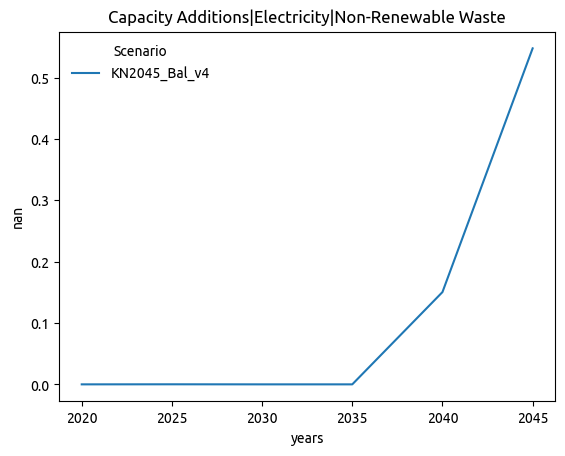 Capacity Additions|Electricity|Non-Renewable Waste
Scenario
KN2045_Bal_v4
nan
0.5
0.4
0.3
0.2
0.1
0.0
2020 2025 2030 2035 2040 2045
years